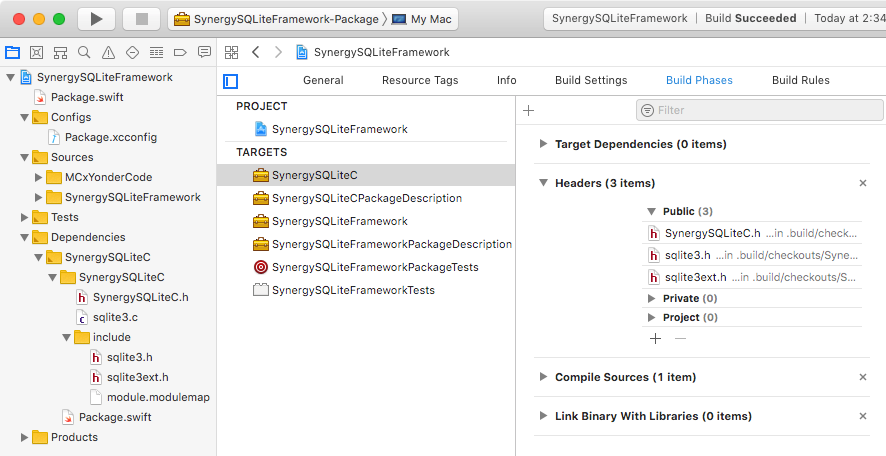 SynergySQLiteFramework-Package My Mac
SynergySQLiteFramework Build Succeeded Today at 2:34
SynergySQLiteFramework
General Resource Tags Info Build Settings Build Phases Build Rules
SynergySQLiteFramework
Package.swift
Configs
Package.xcconfig
Sources
MCxYonderCode
SynergySQLiteFramework
Tests
Dependencies
SynergySQLiteC
SynergySQLiteC
SynergySQLiteC.h
sqlite3.c
include
sqlite3.h
sqlite3ext.h
module.modulemap
Package.swift
Products
PROJECT
SynergySQLiteFramework
TARGETS
SynergySQLiteC
SynergySQLiteCPackageDescription
SynergySQLiteFramework
SynergySQLiteFrameworkPackageDescription
SynergySQLiteFrameworkPackageTests
SynergySQLiteFrameworkTests
Filter
Target Dependencies (0 items)
Headers (3 items)
Public (3)
SynergySQLiteC.h ...in .build/check...
sqlite3.h ...in .build/checkouts/Syne...
sqlite3ext.h ...in .build/checkouts/S...
Private (0)
Project (0)
Compile Sources (1 item)
Link Binary With Libraries (0 items)